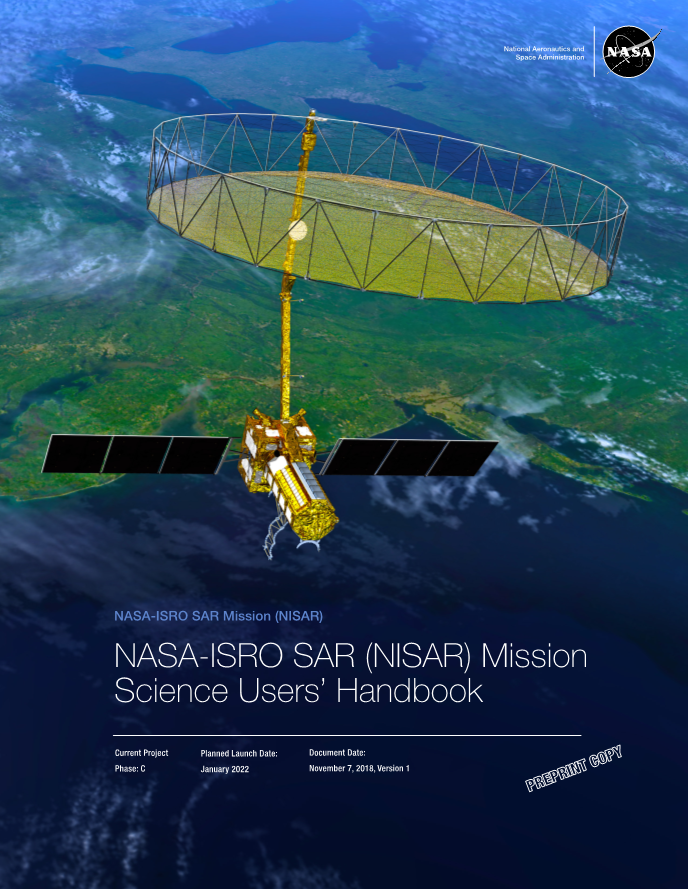 National Aeronautics and
Space Administration
NASA
NASA-ISRO SAR Mission (NISAR)
NASA-ISRO SAR (NISAR) Mission
Science Users’ Handbook
Current Project
Phase: C
Planned Launch Date:
January 2022
Document Date:
November 7, 2018, Version 1
PREPRINT COPY